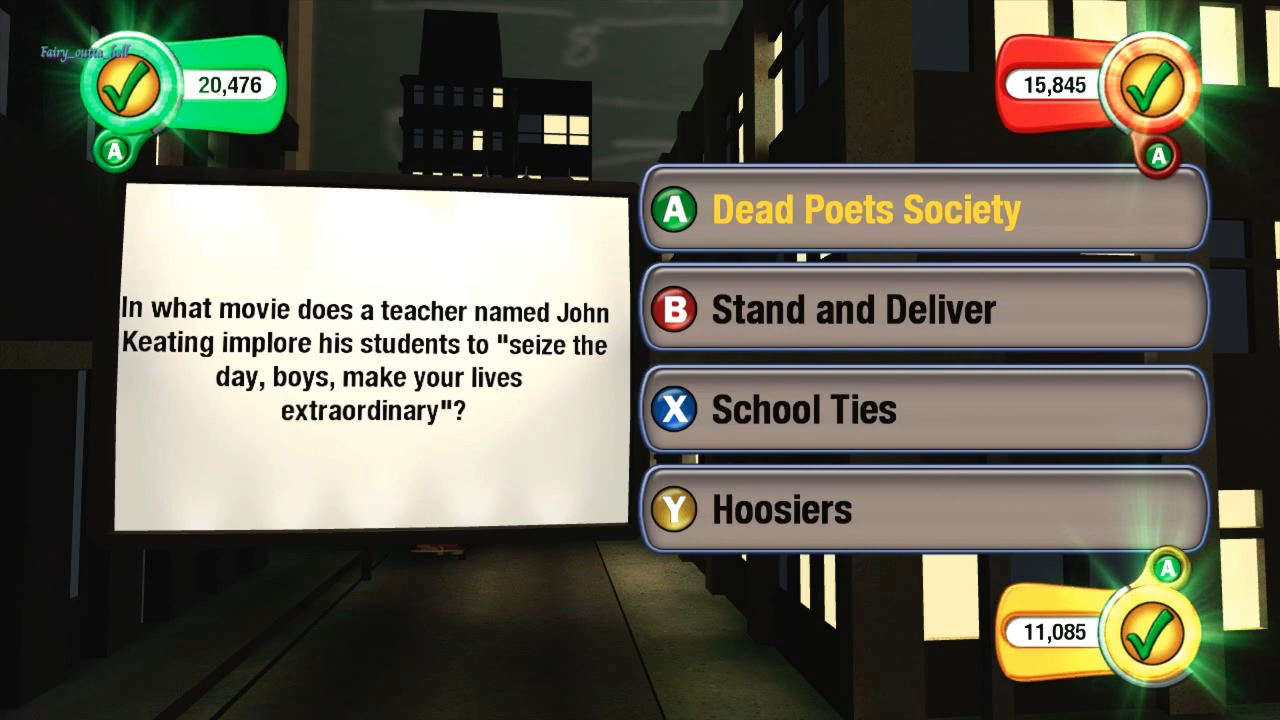 Fairy_outta_hell
20,476
A
15,845
A
In what movie does a teacher named John
Keating implore his students to "seize the
day, boys, make your lives
extraordinary"?
A Dead Poets Society
B Stand and Deliver
X School Ties
Y Hoosiers
A
11,085